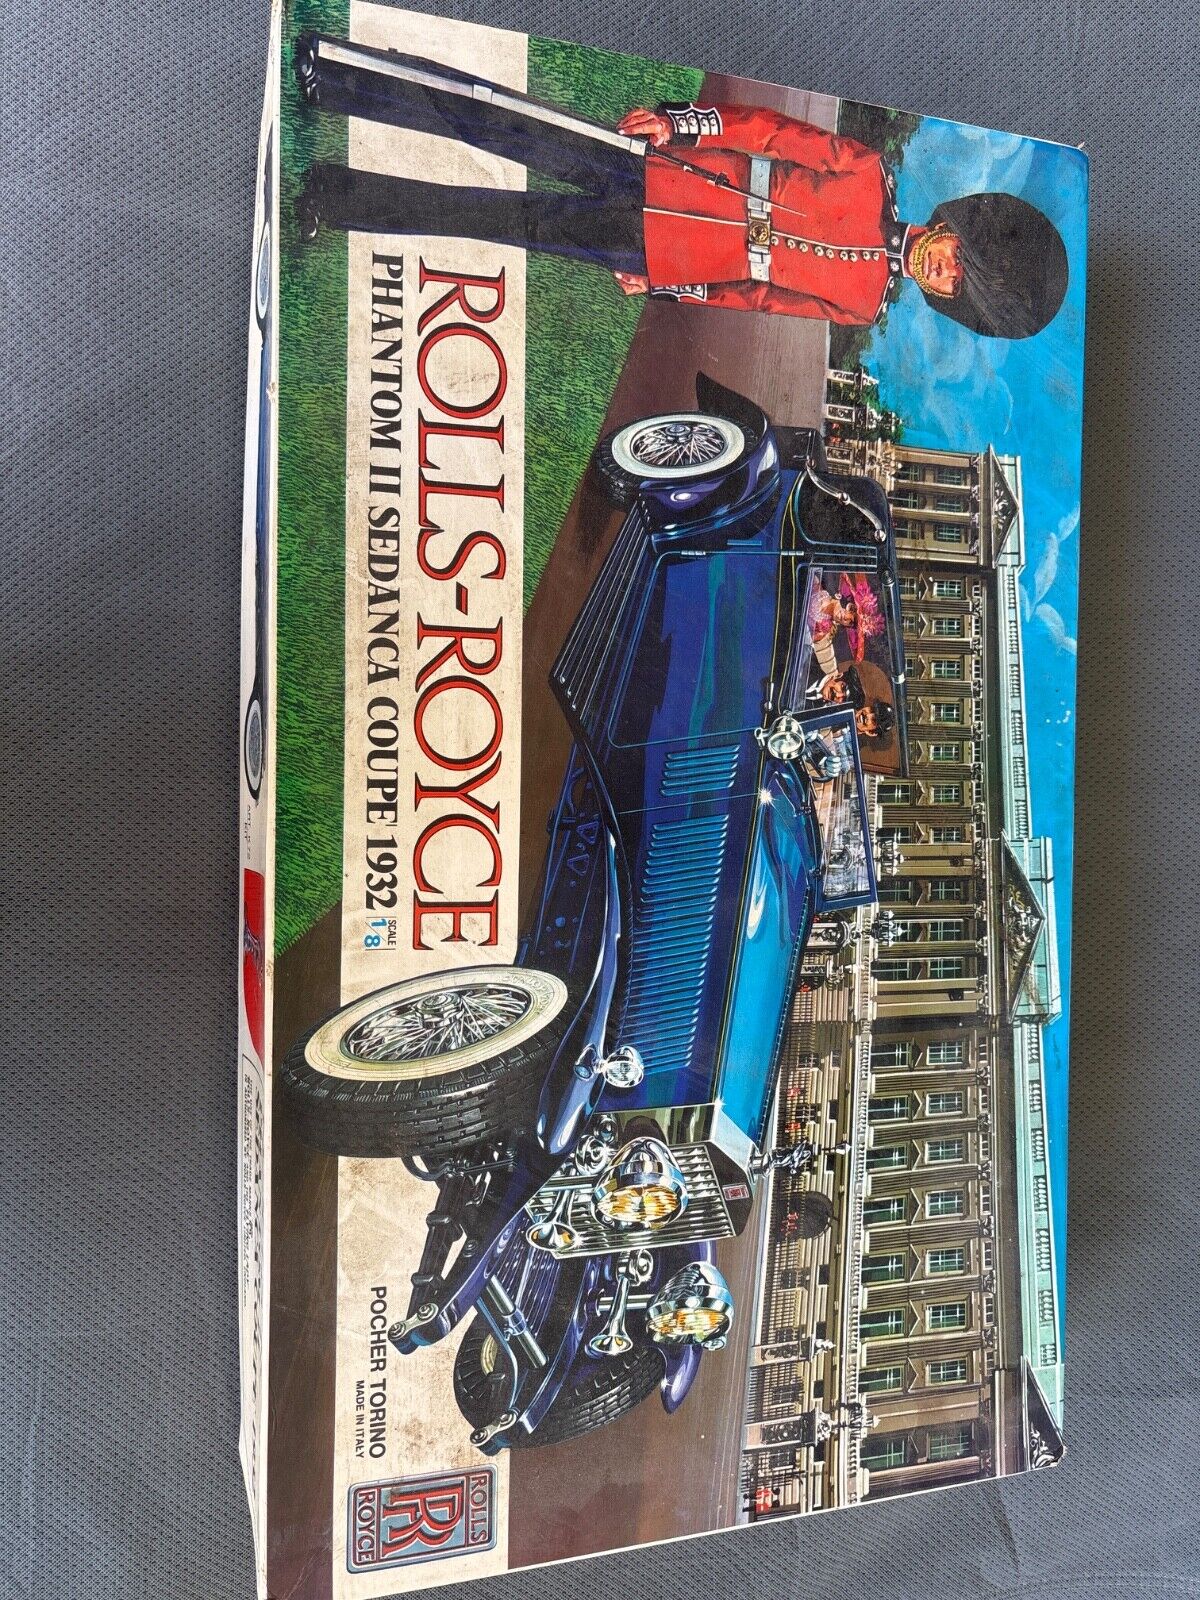 ROLLS-ROYCE
PHANTOM II SEDANCA COUPE 1932
SCALE
1/8
POCHER TORINO
MADE IN ITALY
ROLLS
RR
ROYCE